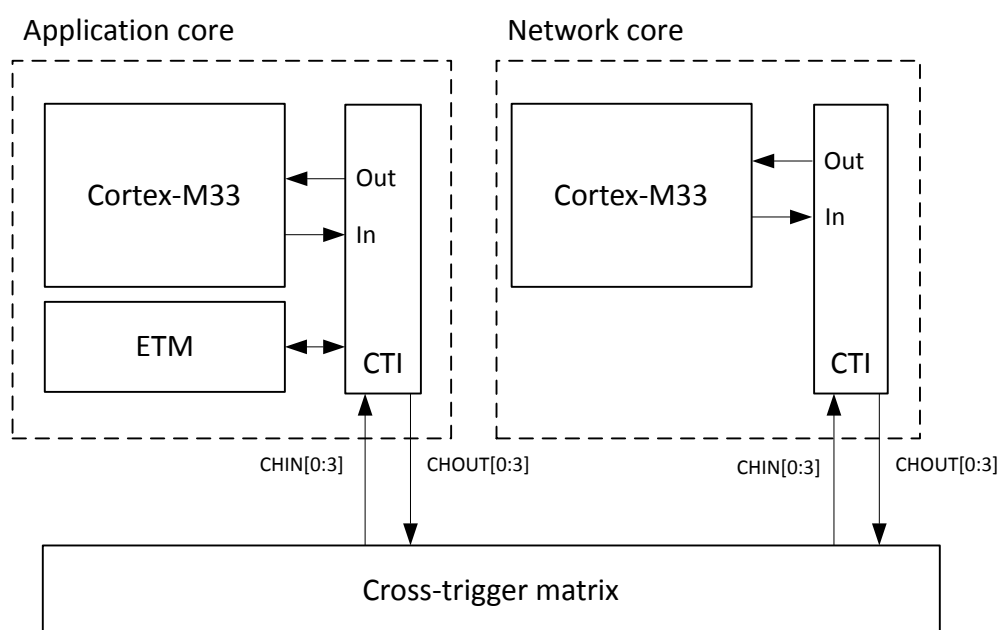 Application core
Network core
Cortex-M33
Out
In
ETM
CTI
Cortex-M33
Out
In
CTI
CHIN[0:3]
CHOUT[0:3]
CHIN[0:3]
CHOUT[0:3]
Cross-trigger matrix